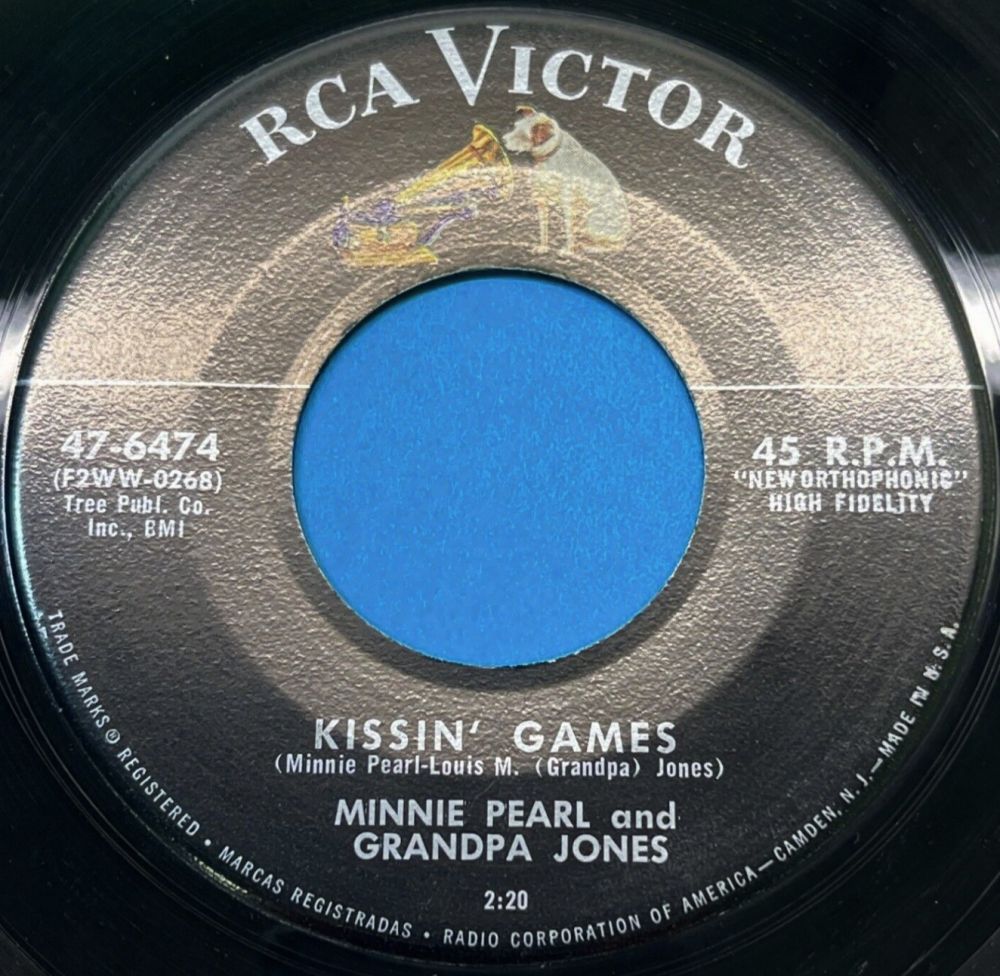 RCA VICTOR
47-6474
(F2WW-0268)
Tree Publ. Co.
Inc., BMI
45 R.P.M.
"NEW ORTHOPHONIC"
HIGH FIDELITY
KISSIN' GAMES
(Minnie Pearl-Louis M. (Grandpa) Jones)
MINNIE PEARL and
GRANDPA JONES
2:20
TRADE MARKS ® REGISTERED • MARCAS REGISTRADAS • RADIO CORPORATION OF AMERICA—CAMDEN, N. J.—MADE IN U. S. A.